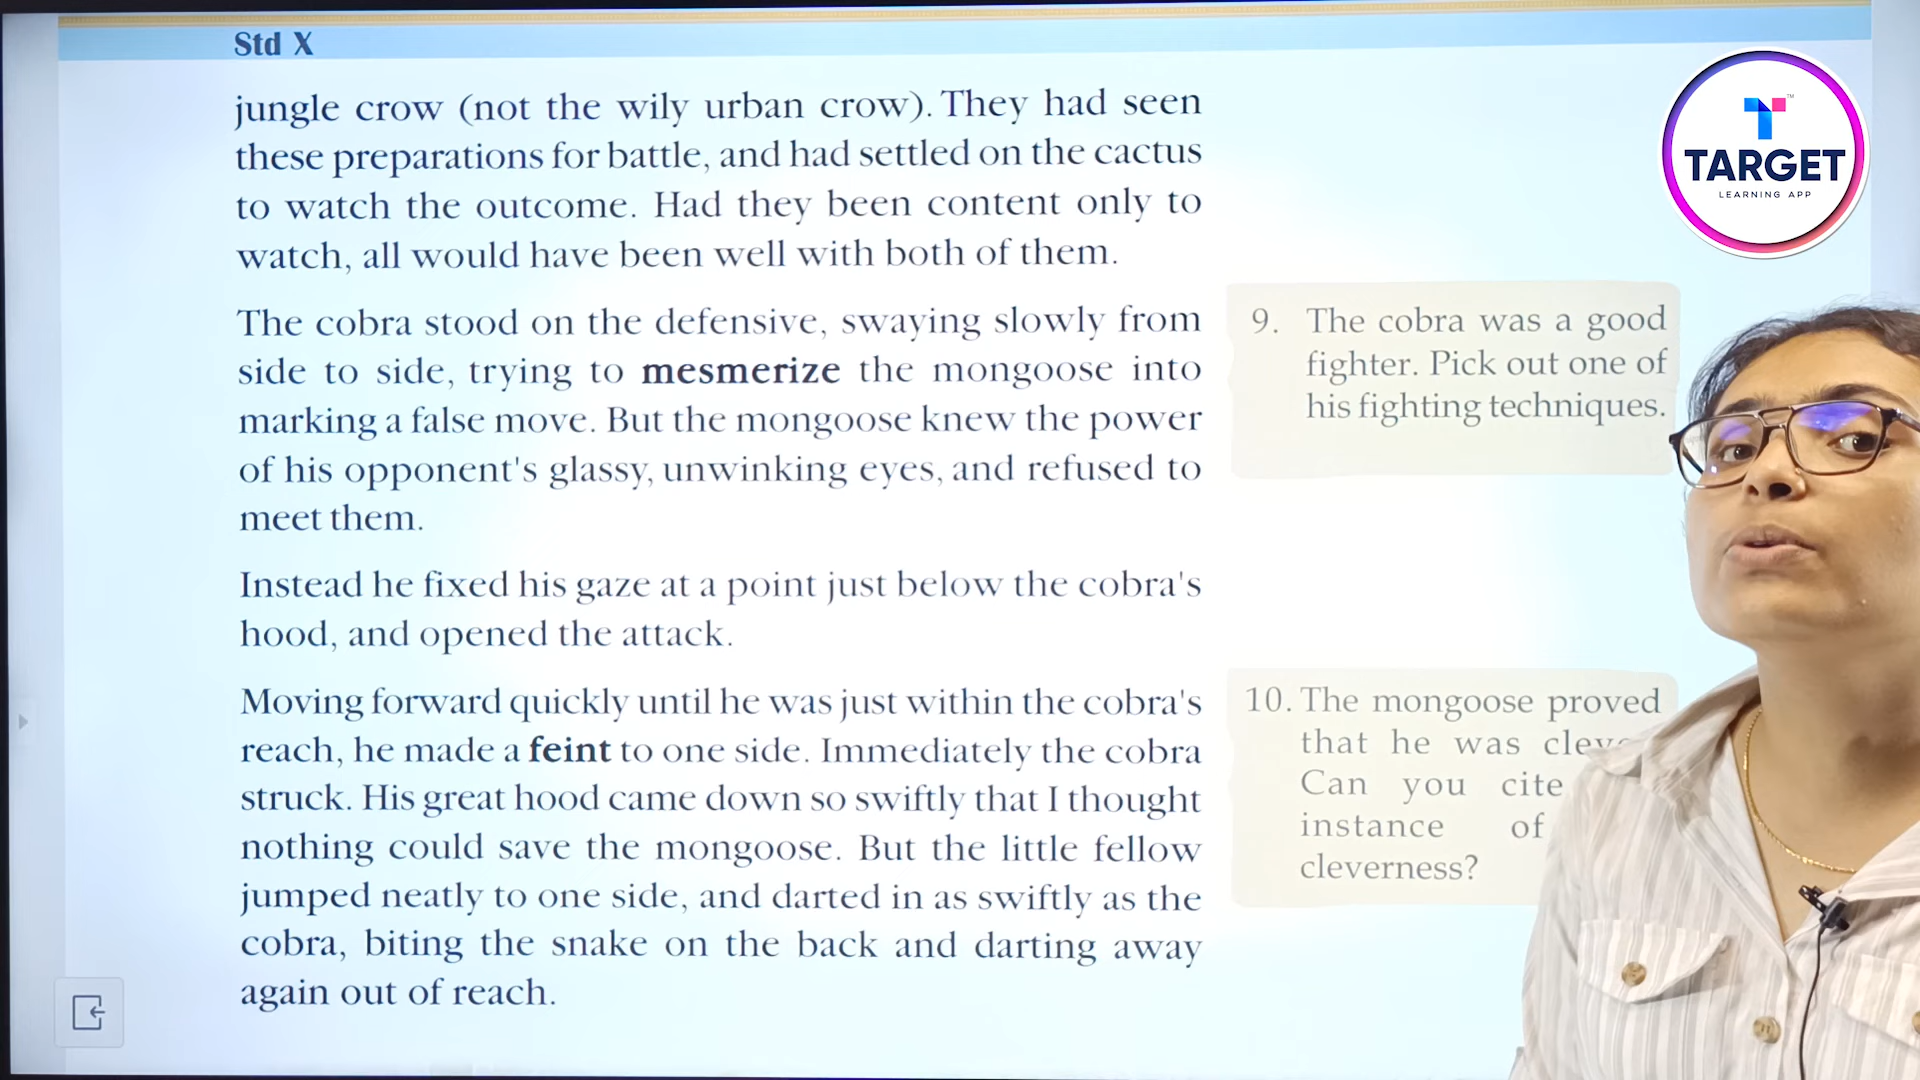 Std X
jungle crow (not the wily urban crow). They had seen
these preparations for battle, and had settled on the cactus
to watch the outcome. Had they been content only to
watch, all would have been well with both of them.
The cobra stood on the defensive, swaying slowly from
side to side, trying to mesmerize the mongoose into
marking a false move. But the mongoose knew the power
of his opponent's glassy, unwinking eyes, and refused to
meet them.
Instead he fixed his gaze at a point just below the cobra's
hood, and opened the attack.
Moving forward quickly until he was just within the cobra's
reach, he made a feint to one side. Immediately the cobra
struck. His great hood came down so swiftly that I thought
nothing could save the mongoose. But the little fellow
jumped neatly to one side, and darted in as swiftly as the
cobra, biting the snake on the back and darting away
again out of reach.
9. The cobra was a good
fighter. Pick out one of
his fighting techniques.
10. The mongoose proved
that he was
Can you cite
instance of
cleverness?
TM
TARGET
LEARNING APP